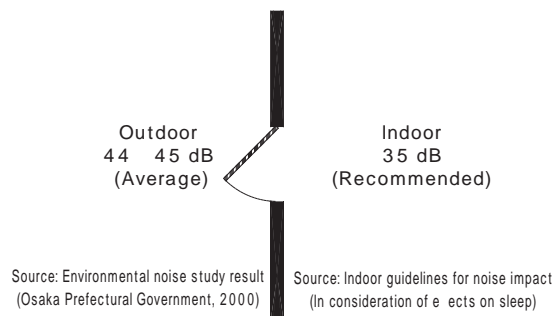 Outdoor
44 45 dB
(Average)
Indoor
35 dB
(Recommended)
Source: Environmental noise study result
(Osaka Prefectural Government, 2000)
Source: Indoor guidelines for noise impact
(In consideration of e ects on sleep)